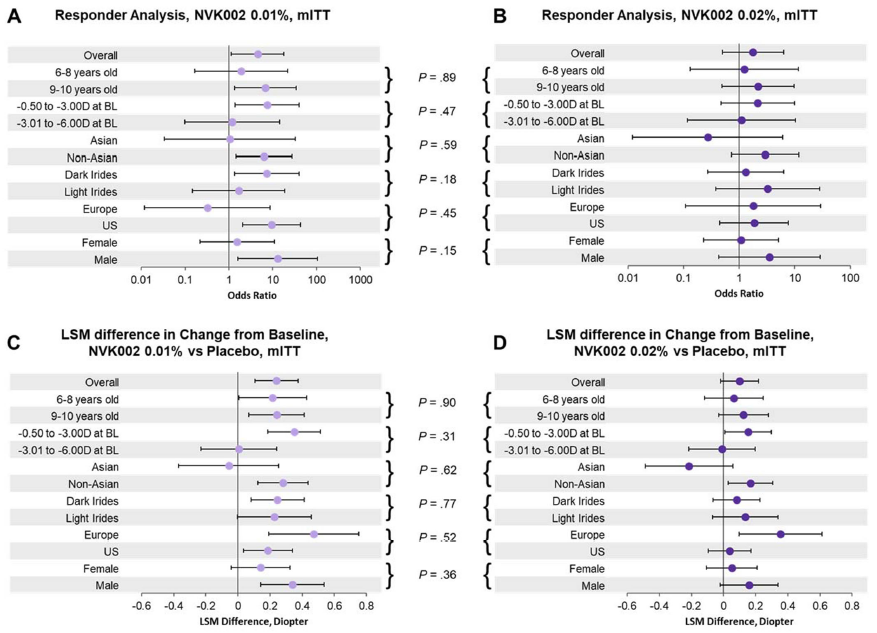 A
Responder Analysis, NVK002 0.01%, mITT
Overall
6-8 years old
9-10 years old
-0.50 to -3.00D at BL
-3.01 to -6.00D at BL
Asian
Non-Asian
Dark Irides
Light Irides
Europe
US
Female
Male
0.01 0.1 1 10 100 1000
Odds Ratio
P = .89
P = .47
P = .59
P = .18
P = .45
P = .15
B
Responder Analysis, NVK002 0.02%, mITT
Overall
6-8 years old
9-10 years old
-0.50 to -3.00D at BL
-3.01 to -6.00D at BL
Asian
Non-Asian
Dark Irides
Light Irides
Europe
US
Female
Male
0.01 0.1 1 10 100
Odds Ratio
C
LSM difference in Change from Baseline,
NVK002 0.01% vs Placebo, mITT
Overall
6-8 years old
9-10 years old
-0.50 to -3.00D at BL
-3.01 to -6.00D at BL
Asian
Non-Asian
Dark Irides
Light Irides
Europe
US
Female
Male
-0.6 -0.4 -0.2 0 0.2 0.4 0.6 0.8
LSM Difference, Diopter
P = .90
P = .31
P = .62
P = .77
P = .52
P = .36
D
LSM difference in Change from Baseline,
NVK002 0.02% vs Placebo, mITT
Overall
6-8 years old
9-10 years old
-0.50 to -3.00D at BL
-3.01 to -6.00D at BL
Asian
Non-Asian
Dark Irides
Light Irides
Europe
US
Female
Male
-0.6 -0.4 -0.2 0 0.2 0.4 0.6 0.8
LSM Difference, Diopter